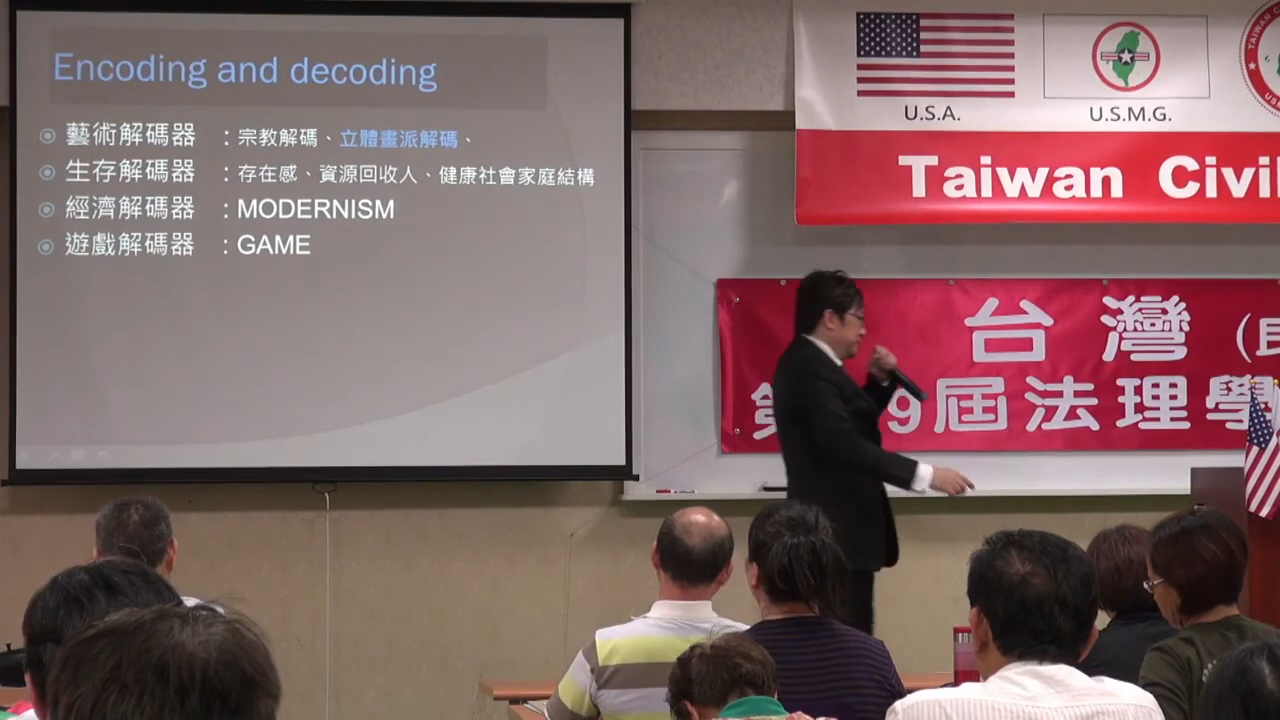 Encoding and decoding
藝術解碼器 : 宗教解碼、立體畫派解碼、
生存解碼器 : 存在感、資源回收人、健康社會家庭結構
經濟解碼器 : MODERNISM
遊戲解碼器 : GAME
U.S.A. U.S.M.G.
Taiwan Civil
台灣
9屆法理學